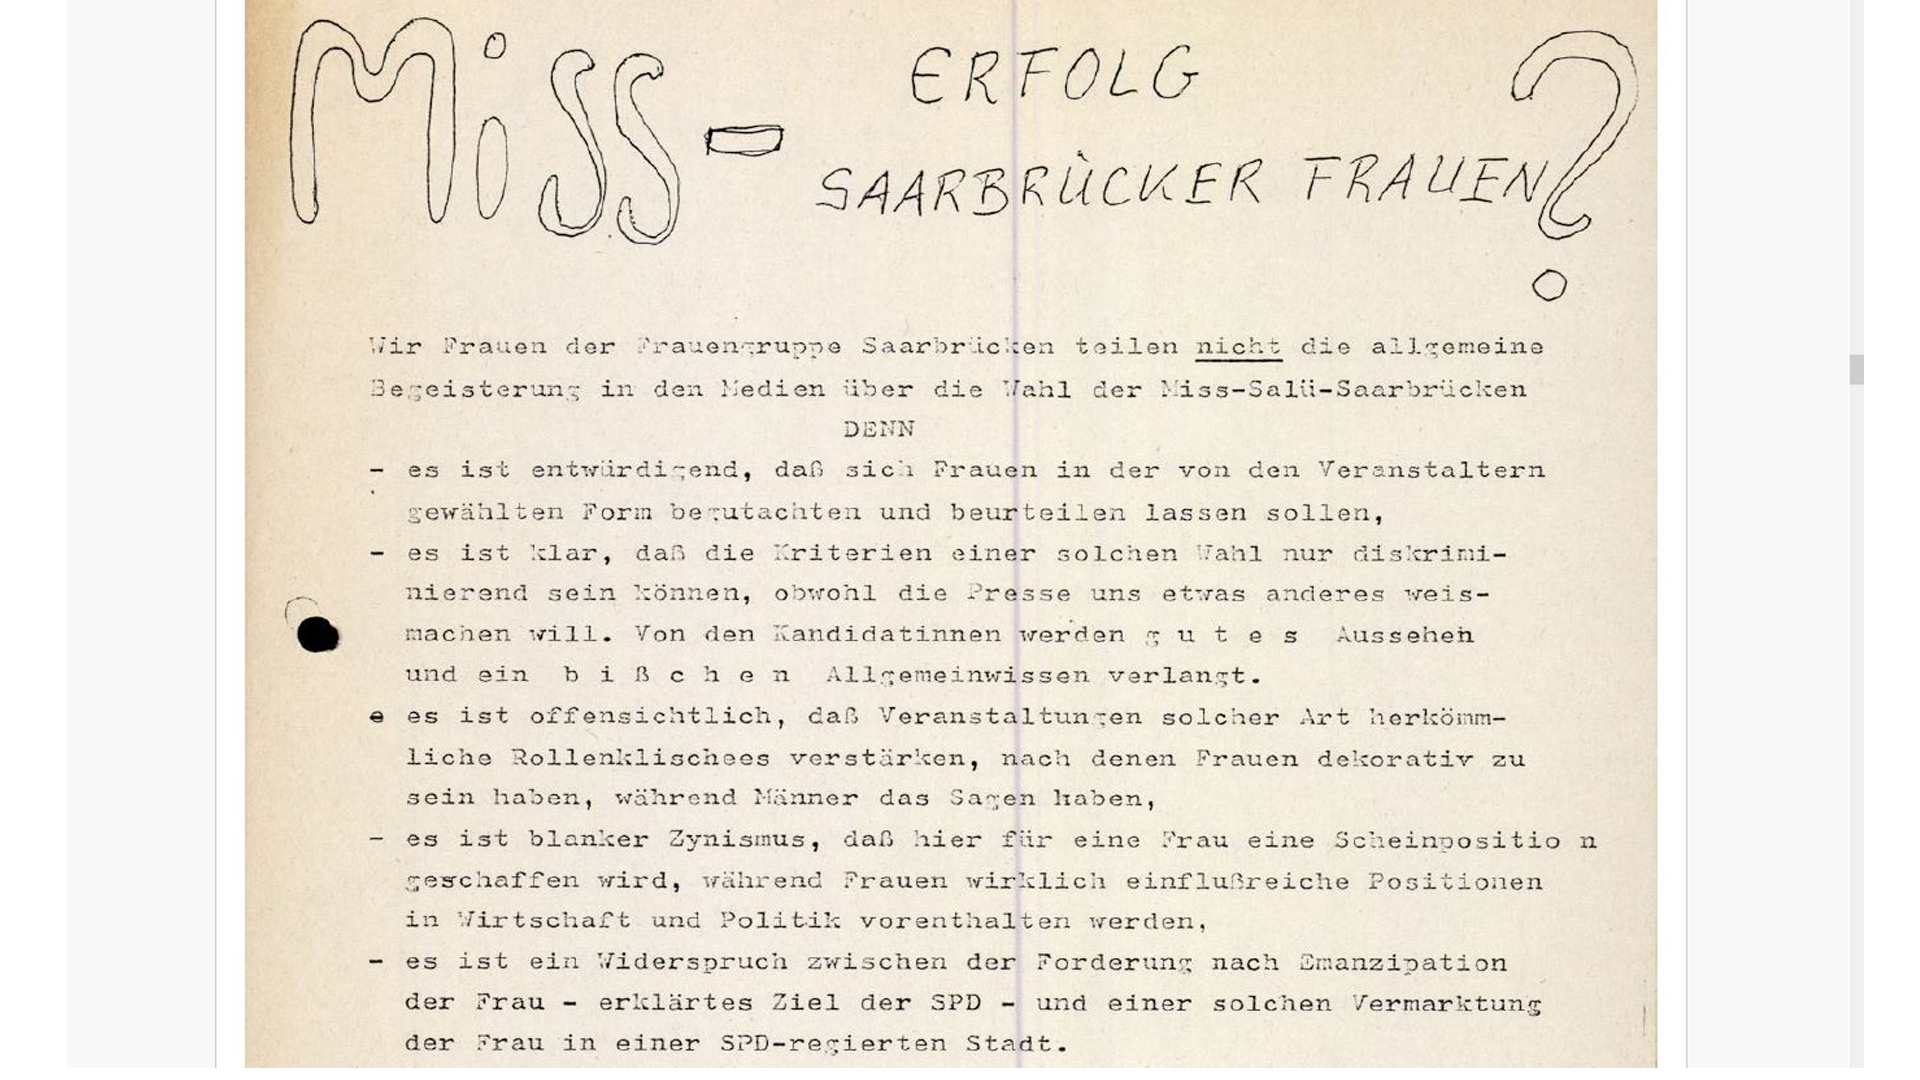 Miss- ERFOLG
SAARBRÜCKER FRAUEN?
Wir Frauen der Frauengruppe Saarbrücken teilen nicht die allgemeine
Begeisterung in den Medien über die Wahl der Miss-Salü-Saarbrücken
DENN
- es ist entwürdigend, daß sich Frauen in der von den Veranstaltern
gewählten Form begutachten und beurteilen lassen sollen,
- es ist klar, daß die Kriterien einer solchen Wahl nur diskrimi-
nierend sein können, obwohl die Presse uns etwas anderes weis-
machen will. Von den Kandidatinnen werden g u t e s Aussehen
und ein b i ß c h e n Allgemeinwissen verlangt.
e es ist offensichtlich, daß Veranstaltungen solcher Art herkömm-
liche Rollenklischees verstärken, nach denen Frauen dekorativ zu
sein haben, während Männer das Sagen haben,
- es ist blanker Zynismus, daß hier für eine Frau eine Scheinpositio n
geschaffen wird, während Frauen wirklich einflußreiche Positionen
in Wirtschaft und Politik vorenthalten werden,
- es ist ein Widerspruch zwischen der Forderung nach Emanzipation
der Frau - erklärtes Ziel der SPD - und einer solchen Vermarktung
der Frau in einer SPD-regierten Stadt.